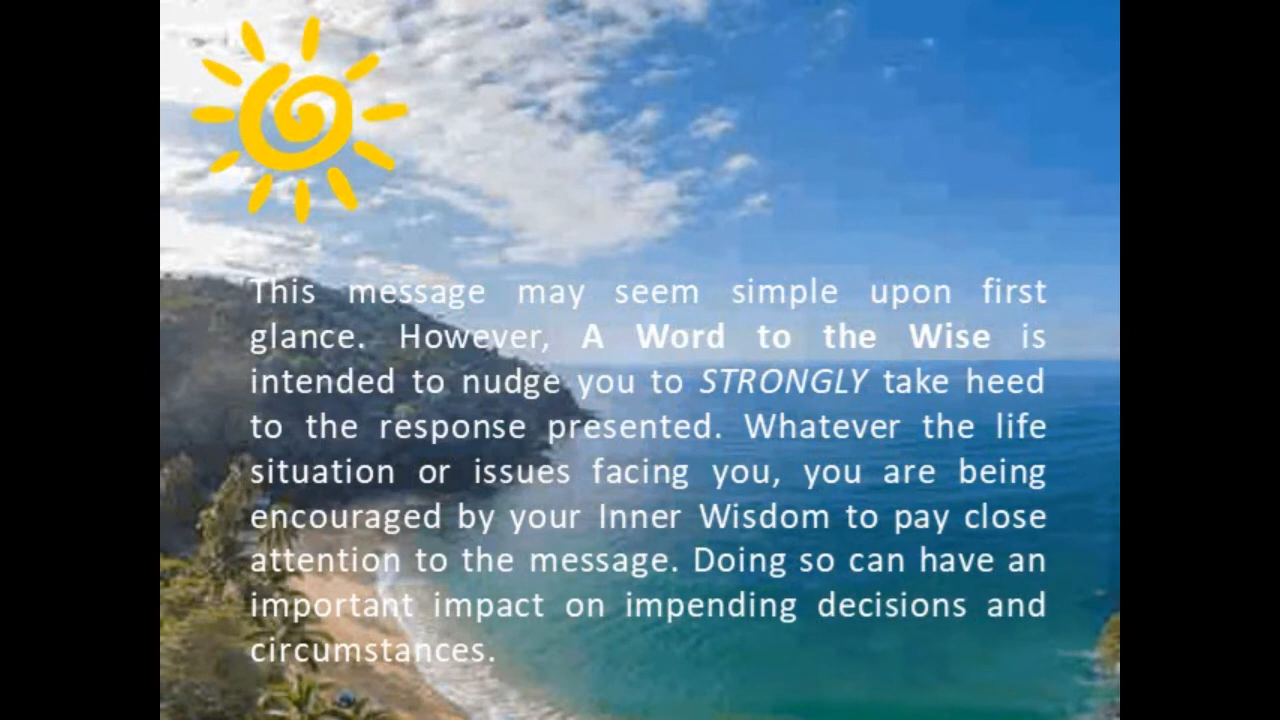 This message may seem simple upon first
glance. However, A Word to the Wise is
intended to nudge you to STRONGLY take heed
to the response presented. Whatever the life
situation or issues facing you, you are being
encouraged by your Inner Wisdom to pay close
attention to the message. Doing so can have an
important impact on impending decisions and
circumstances.